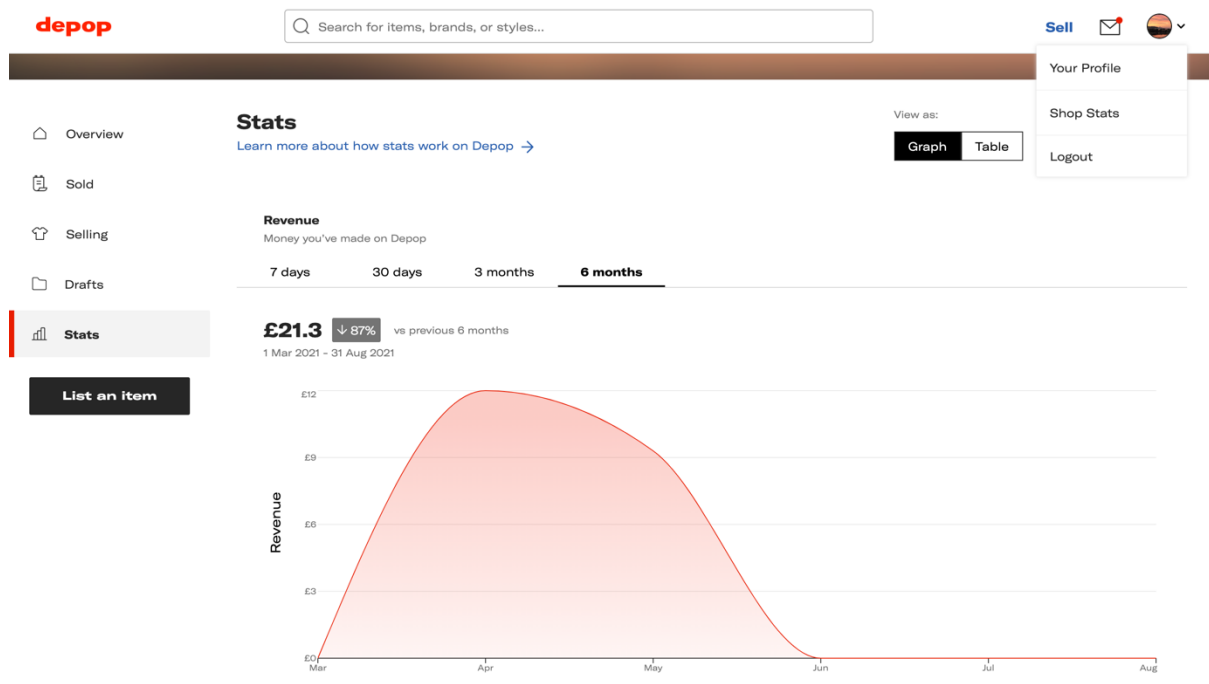 depop
Search for items, brands, or styles...
Sell
Your Profile
Shop Stats
Logout
Overview
Sold
Selling
Drafts
Stats
List an item
Stats
Learn more about how stats work on Depop →
View as:
Graph Table
Revenue
Money you've made on Depop
7 days 30 days 3 months 6 months
£21.3 ↓ 87% vs previous 6 months
1 Mar 2021 - 31 Aug 2021
Revenue
£12
£9
£6
£3
£0
Mar Apr May Jun Jul Aug